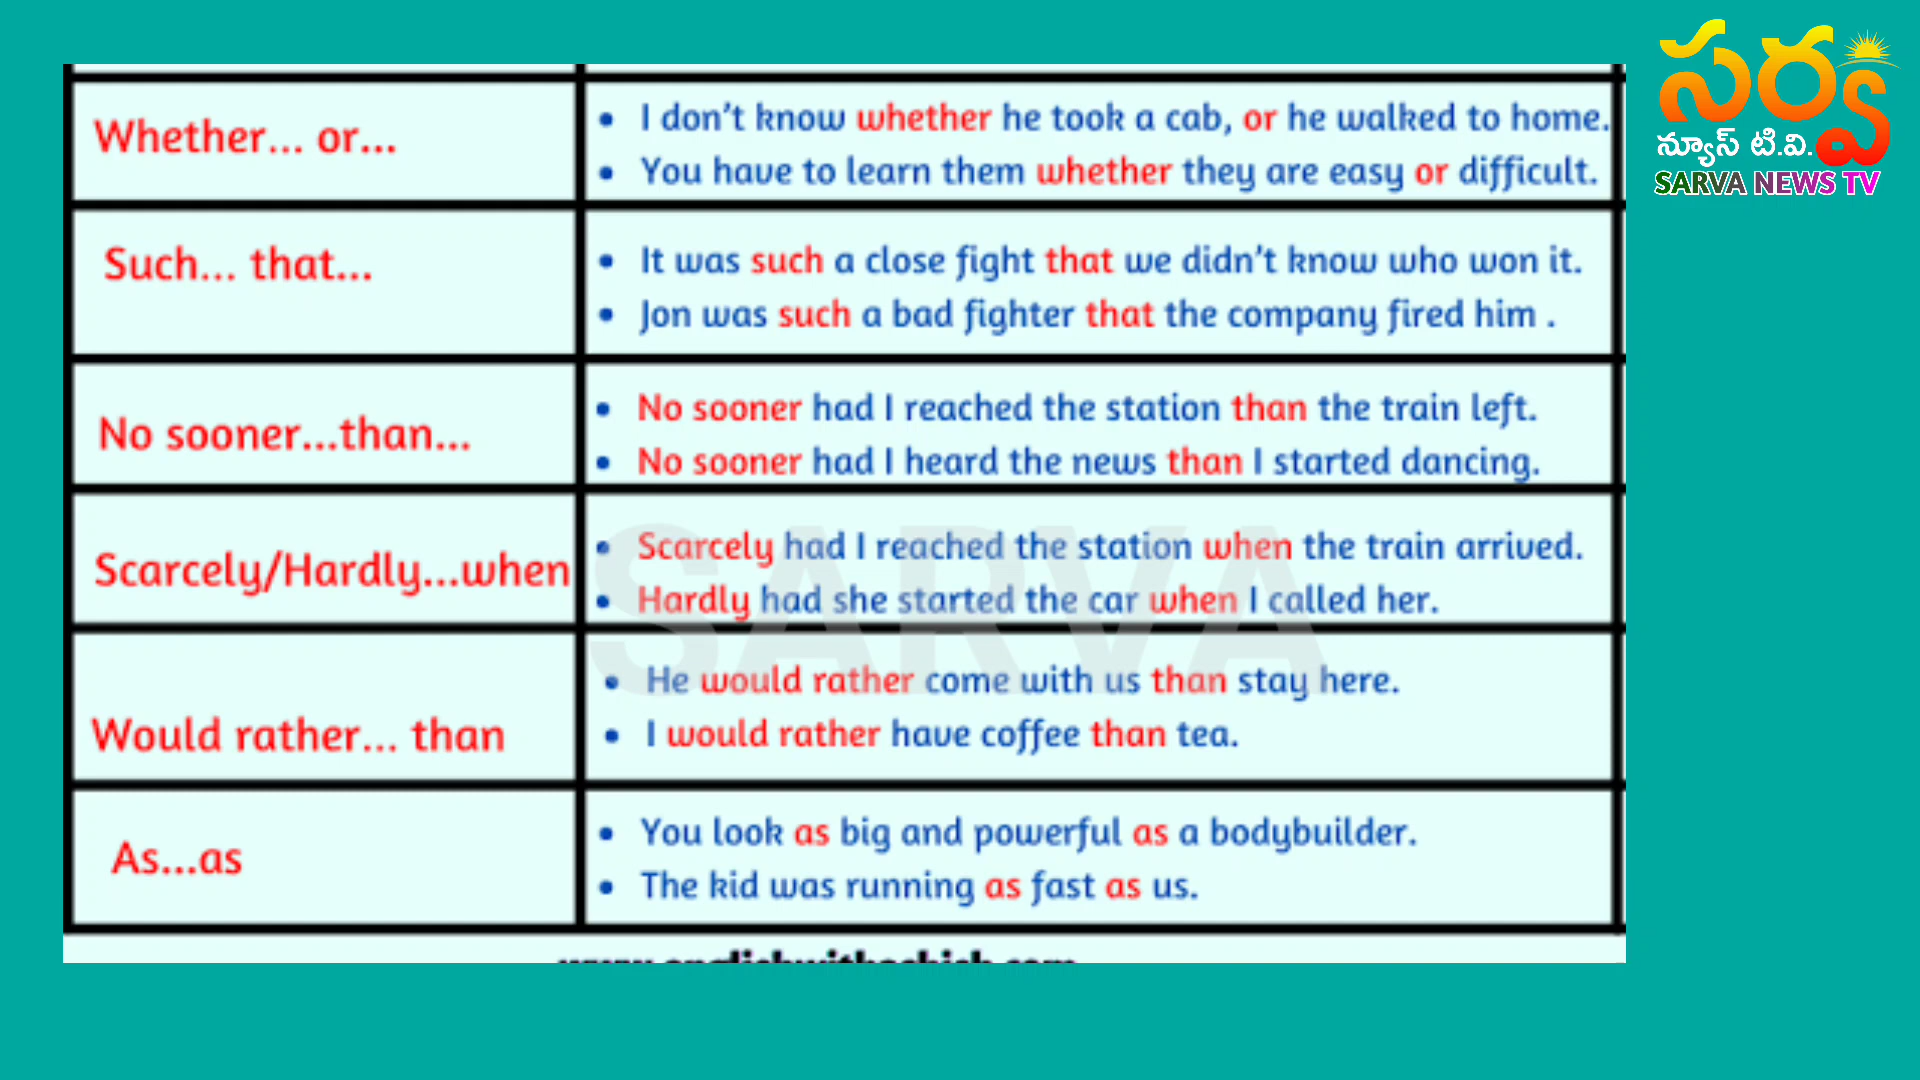 సర్వ
న్యూస్ టి.వి.
SARVA NEWS TV
Whether... or...
• I don't know whether he took a cab, or he walked to home.
• You have to learn them whether they are easy or difficult.
Such... that...
• It was such a close fight that we didn't know who won it.
• Jon was such a bad fighter that the company fired him .
No sooner...than...
• No sooner had I reached the station than the train left.
• No sooner had I heard the news than I started dancing.
Scarcely/Hardly...when
• Scarcely had I reached the station when the train arrived.
• Hardly had she started the car when I called her.
SARVA
Would rather... than
• He would rather come with us than stay here.
• I would rather have coffee than tea.
As...as
• You look as big and powerful as a bodybuilder.
• The kid was running as fast as us.